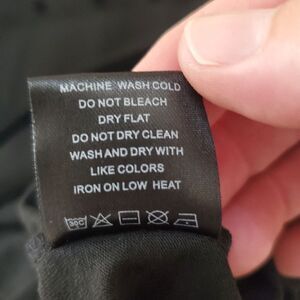 MACHINE WASH COLD
DO NOT BLEACH
DRY FLAT
DO NOT DRY CLEAN
WASH AND DRY WITH
LIKE COLORS
IRON ON LOW HEAT
30C